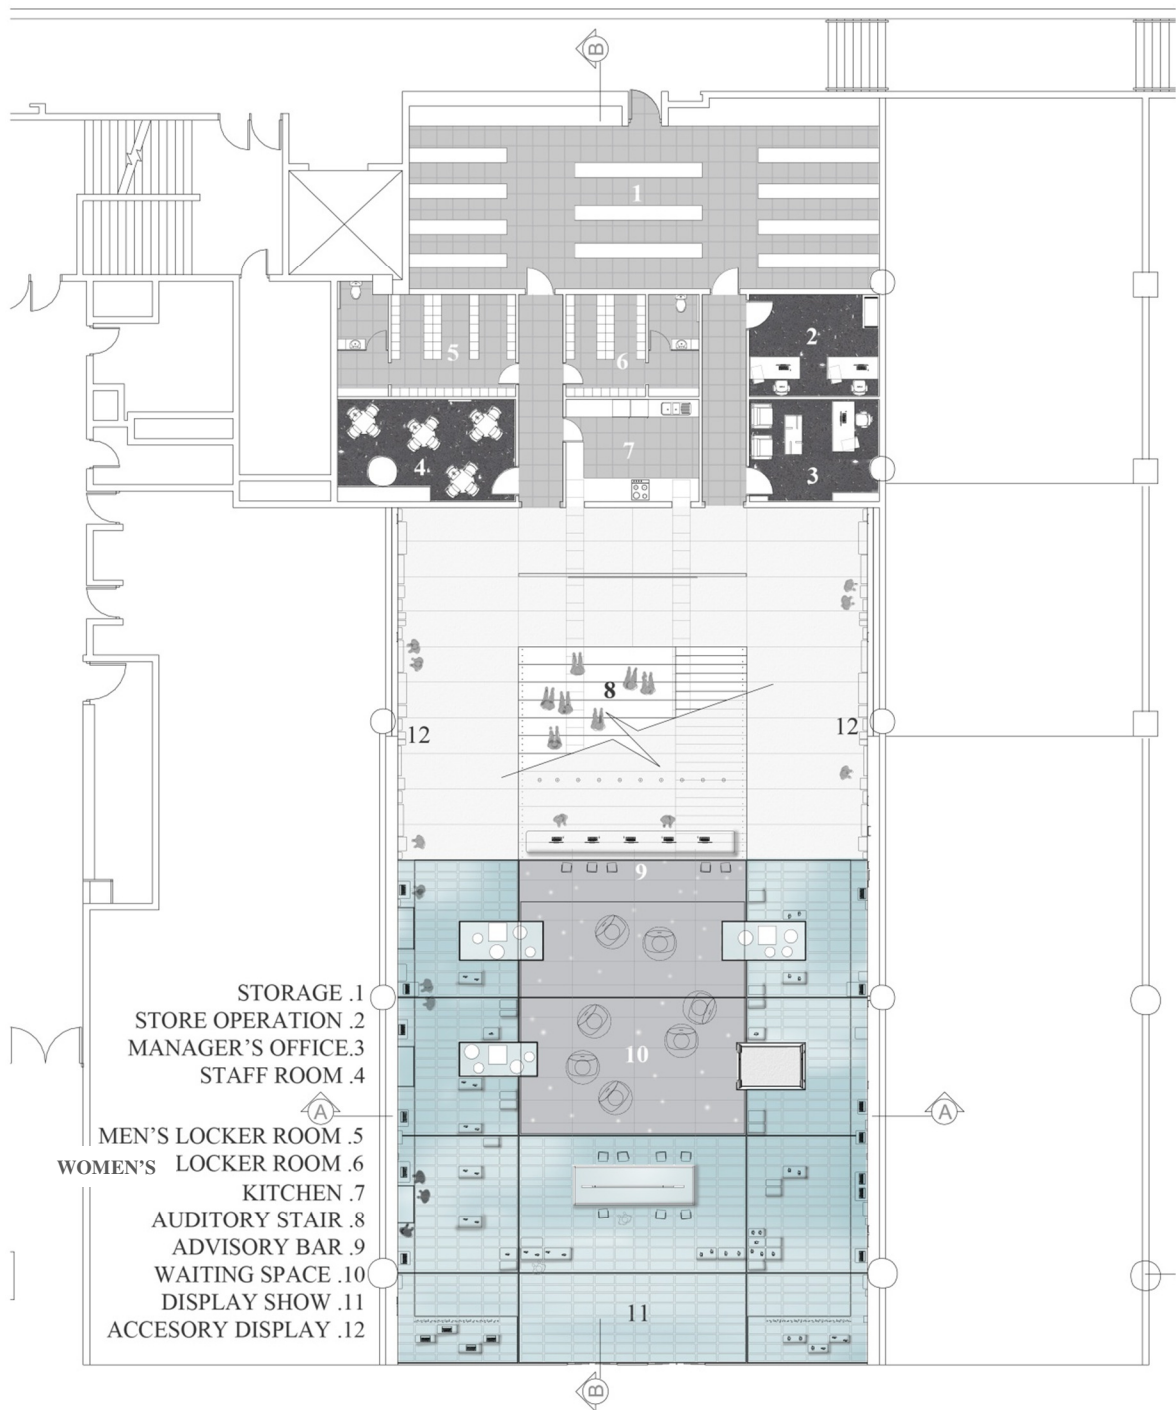 B
1
2
5
6
7
4
3
8
12
12
9
STORAGE .1
STORE OPERATION .2
MANAGER'S OFFICE.3
10
STAFF ROOM .4
A
A
MEN'S LOCKER ROOM .5
WOMEN'S LOCKER ROOM .6
KITCHEN .7
AUDITORY STAIR .8
ADVISORY BAR .9
WAITING SPACE .10
DISPLAY SHOW .11
11
ACCESORY DISPLAY .12
B